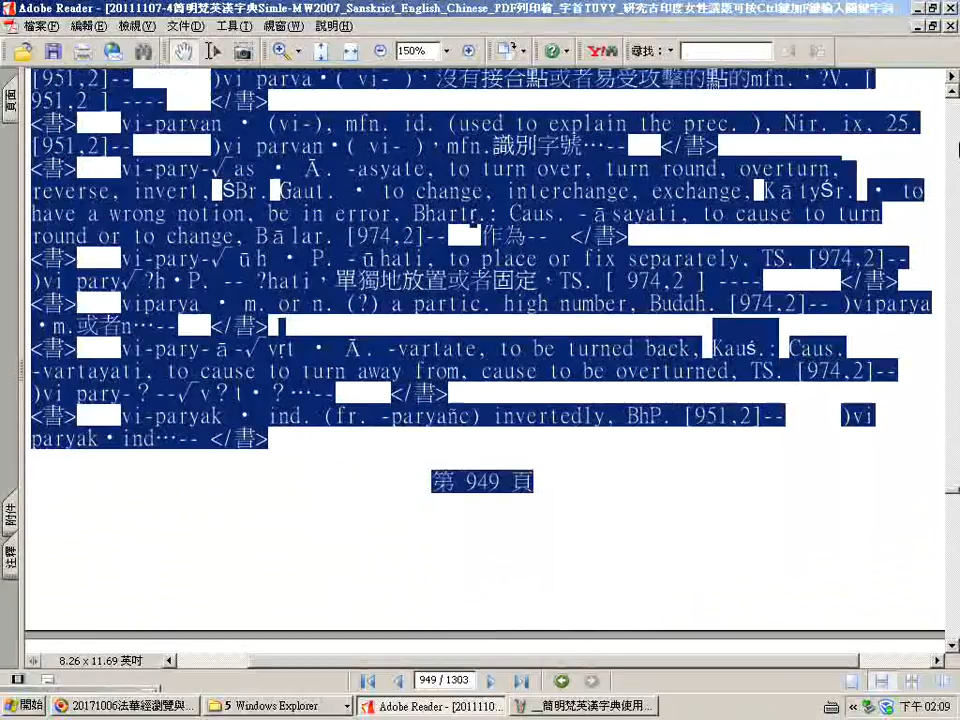 Adobe Reader - [20111107-4簡明梵英漢字典Simle-MW2007_Sanskrict_English_Chinese_PDF列印檔_字首TUVY_研究古印度女性議題可按Ctrl鍵加F鍵輸入關鍵字詞
檔案(F) 編輯(E) 檢視(V) 文件(D) 工具(T) 視窗(W) 說明(H)
150% 尋找：
頁面
[951,2]-- )vi parva・( vi- )，沒有接合點或者易受攻擊的點的mfn.，?V. [
951,2 ] ---- </書>
<書> vi-parvan ・ (vi-), mfn. id. (used to explain the prec. ), Nir. ix, 25.
[951,2]-- )vi parvan・( vi- )，mfn.識別字號…-- </書>
<書> vi-pary-√as ・ Ā. -asyate, to turn over, turn round, overturn,
reverse, invert, ŚBr. Gaut. ・ to change, interchange, exchange, KātyŚr. ・ to
have a wrong notion, be in error, Bhartṛ.: Caus. -āsayati, to cause to turn
round or to change, Bālar. [974,2]-- 作為-- </書>
<書> vi-pary-√ūh ・ P. -ūhati, to place or fix separately, TS. [974,2]--
)vi pary√?h・P. -- ?hati，單獨地放置或者固定，TS. [ 974,2 ] ---- </書>
<書> viparya ・ m. or n. (?) a partic. high number, Buddh. [974,2]-- )viparya
・m.或者n…-- </書>
<書> vi-pary-ā-√vṛt ・ Ā. -vartate, to be turned back, Kauś.: Caus.
-vartayati, to cause to turn away from, cause to be overturned, TS. [974,2]--
)vi pary-？--√v?t・？…-- </書>
<書> vi-paryak ・ ind. (fr. -paryañc) invertedly, BhP. [951,2]-- )vi
paryak・ind…-- </書>
第 949 頁
附件
注釋
8.26 x 11.69 英吋
949 / 1303
開始 20171006法華經瀏覽與... 5 Windows Explorer Adobe Reader - [2011110... __簡明梵英漢字典使用... 下午 02:09